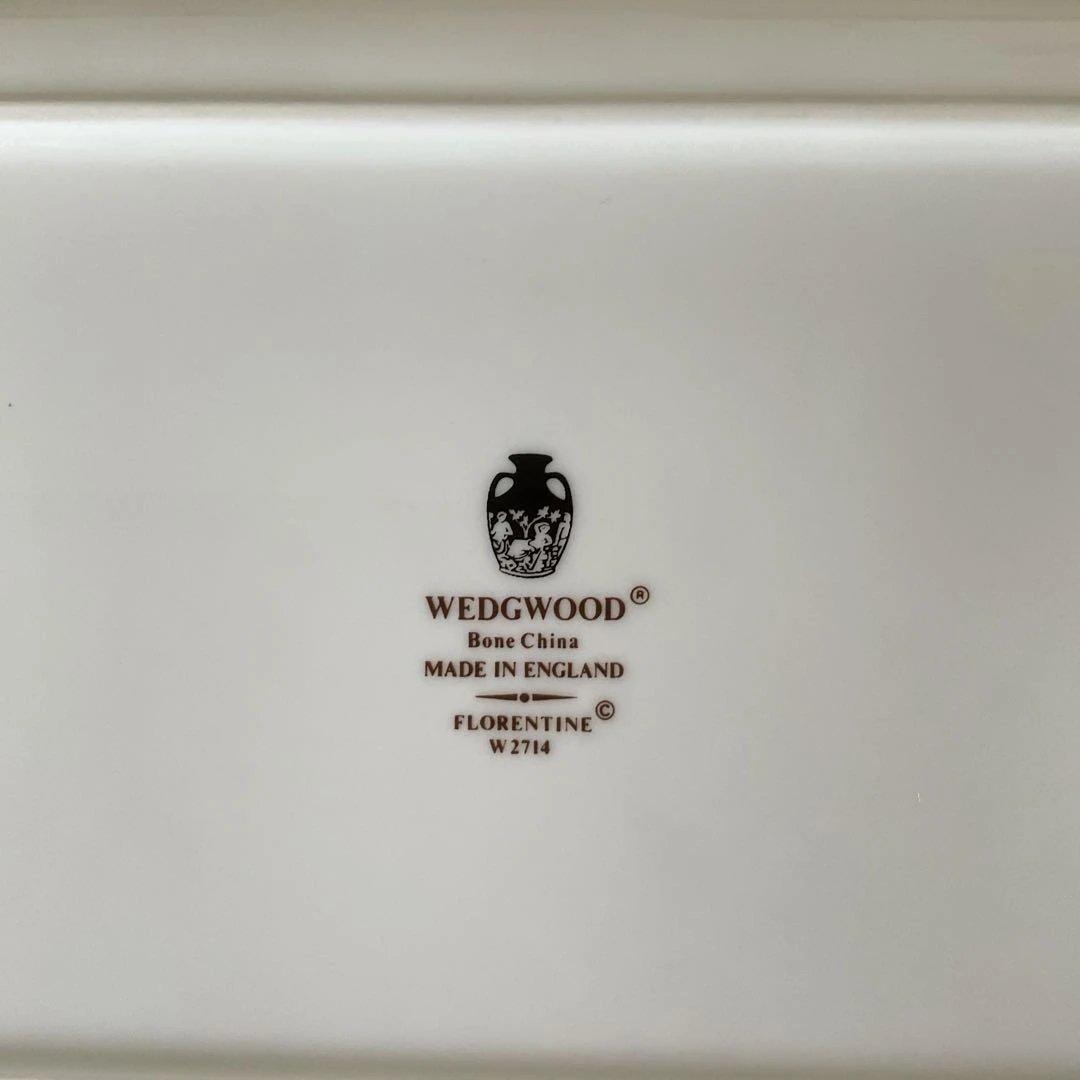 WEDGWOOD®
Bone China
MADE IN ENGLAND
FLORENTINE©
W2714